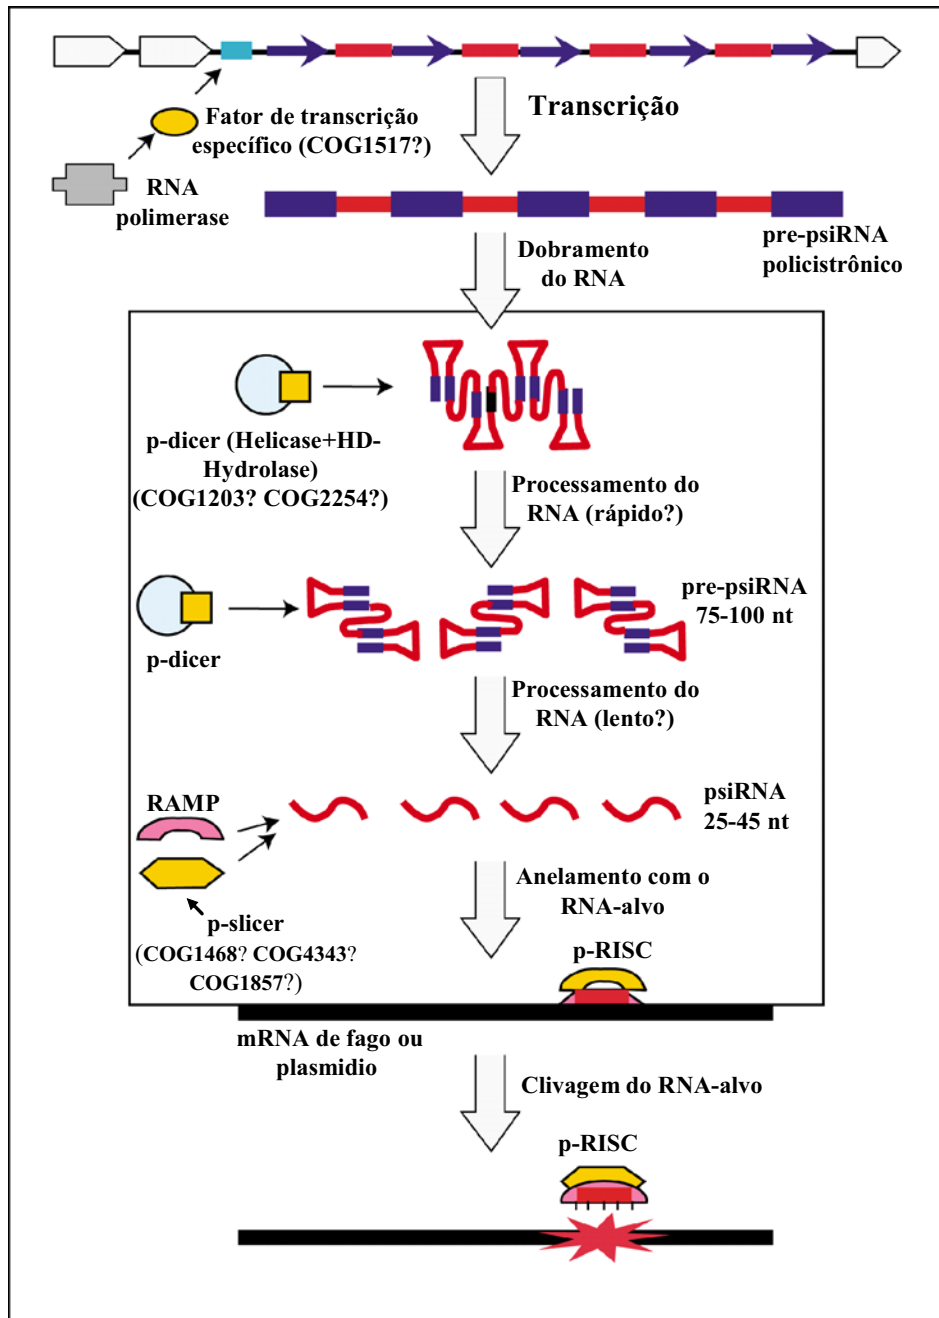 Transcrição
Fator de transcrição
específico (COG1517?)
RNA
polimerase
pre-psiRNA
policistrônico
Dobramento
do RNA
p-dicer (Helicase+HD-
Hydrolase)
(COG1203? COG2254?)
Processamento do
RNA (rápido?)
pre-psiRNA
75-100 nt
p-dicer
Processamento do
RNA (lento?)
RAMP
psiRNA
25-45 nt
p-slicer
(COG1468? COG4343?
COG1857?)
Anelamento com o
RNA-alvo
p-RISC
mRNA de fago ou
plasmidio
Clivagem do RNA-alvo
p-RISC